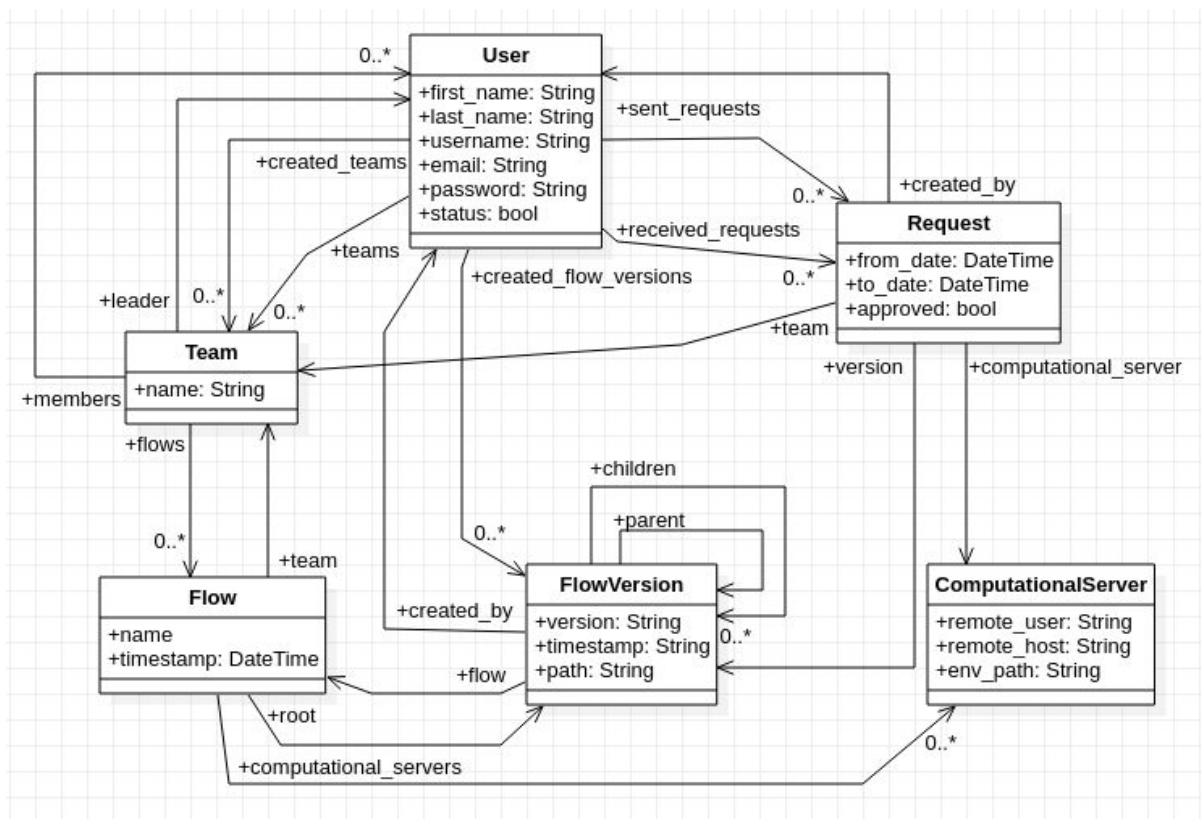 0..*
User
+first_name: String
+last_name: String
+username: String
+email: String
+password: String
+status: bool
+sent_requests
+created_teams
0..*
+created_by
+teams
+received_requests
0..*
+created_flow_versions
Request
+from_date: DateTime
+to_date: DateTime
+approved: bool
+leader
0..*
0..*
+team
Team
+name: String
+members
+version
+computational_server
+flows
0..*
+team
+children
+parent
0..*
Flow
+name
+timestamp: DateTime
+created_by
FlowVersion
+version: String
+timestamp: String
+path: String
0..*
ComputationalServer
+remote_user: String
+remote_host: String
+env_path: String
+flow
+root
+computational_servers
0..*